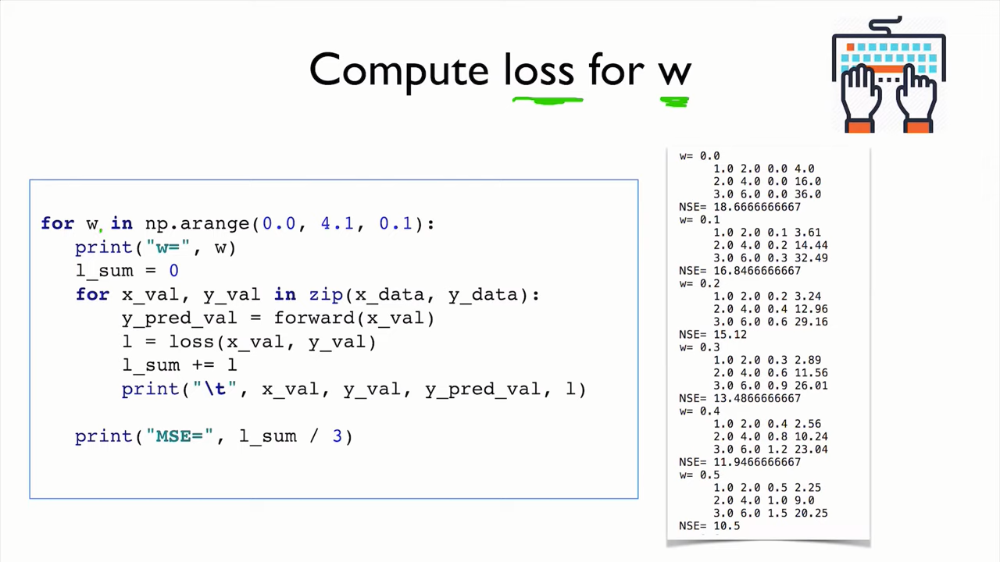 Compute loss for w
for w in np.arange(0.0, 4.1, 0.1):
print("w=", w)
l_sum = 0
for x_val, y_val in zip(x_data, y_data):
y_pred_val = forward(x_val)
l = loss(x_val, y_val)
l_sum += l
print("\t", x_val, y_val, y_pred_val, l)
print("MSE=", l_sum / 3)
w= 0.0
1.0 2.0 0.0 4.0
2.0 4.0 0.0 16.0
3.0 6.0 0.0 36.0
NSE= 18.6666666667
w= 0.1
1.0 2.0 0.1 3.61
2.0 4.0 0.2 14.44
3.0 6.0 0.3 32.49
NSE= 16.8466666667
w= 0.2
1.0 2.0 0.2 3.24
2.0 4.0 0.4 12.96
3.0 6.0 0.6 29.16
NSE= 15.12
w= 0.3
1.0 2.0 0.3 2.89
2.0 4.0 0.6 11.56
3.0 6.0 0.9 26.01
NSE= 13.4866666667
w= 0.4
1.0 2.0 0.4 2.56
2.0 4.0 0.8 10.24
3.0 6.0 1.2 23.04
NSE= 11.9466666667
w= 0.5
1.0 2.0 0.5 2.25
2.0 4.0 1.0 9.0
3.0 6.0 1.5 20.25
NSE= 10.5